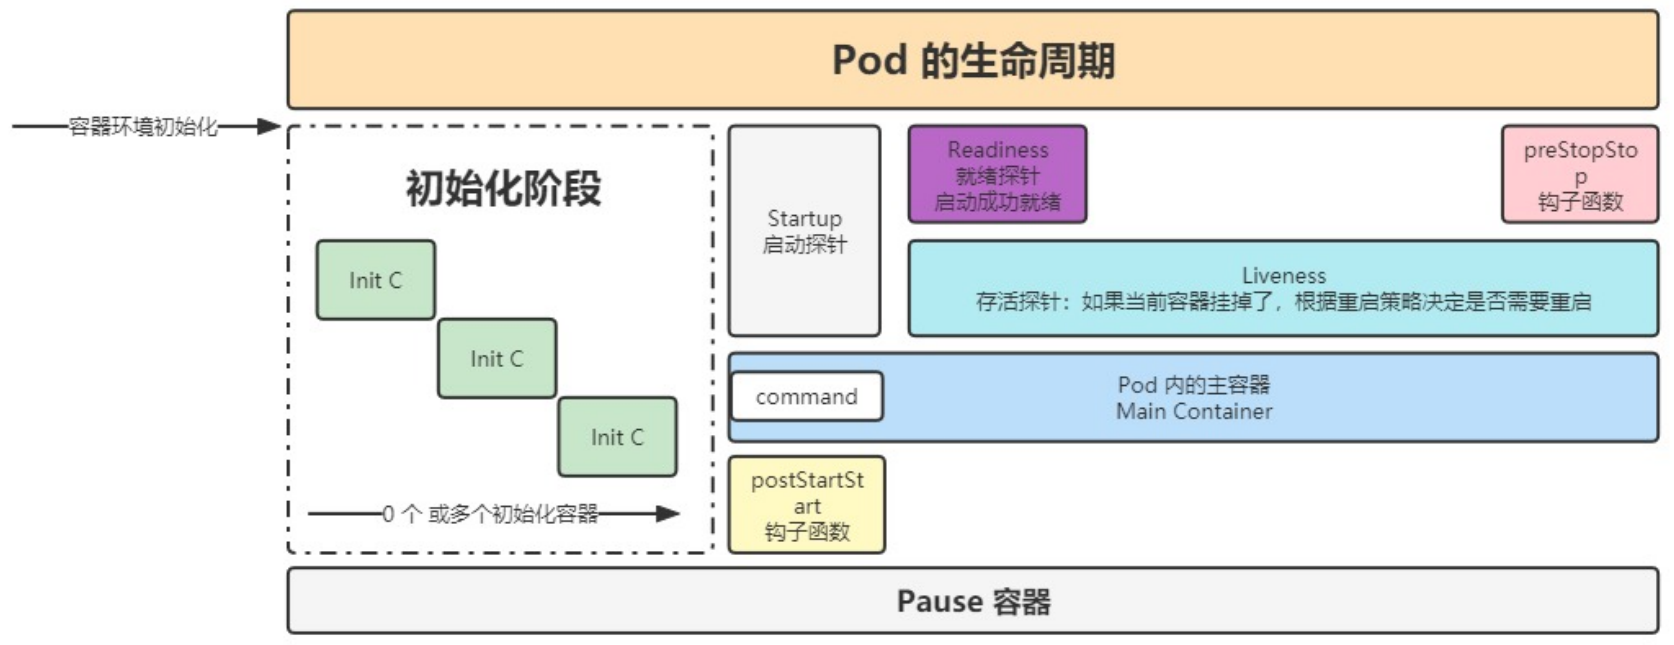 Pod 的生命周期
容器环境初始化
初始化阶段
Init C
Init C
Init C
0 个 或多个初始化容器
Startup
启动探针
Readiness
就绪探针
启动成功就绪
preStopSto
p
钩子函数
Liveness
存活探针：如果当前容器挂掉了，根据重启策略决定是否需要重启
command
Pod 内的主容器
Main Container
postStartSt
art
钩子函数
Pause 容器